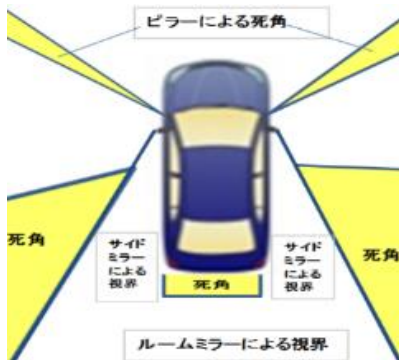 ピラーによる死角
死角
サイド
ミラー
による
視界
サイド
ミラー
による
視界
死角
死角
ルームミラーによる視界